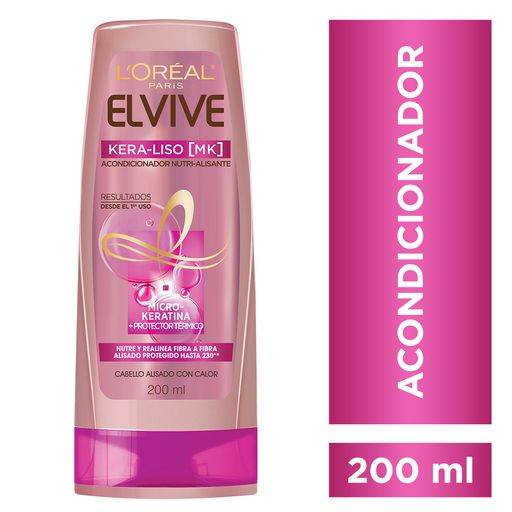 L'ORÉAL
PARIS
ELVIVE
KERA-LISO [MK]
ACONDICIONADOR NUTRI-ALISANTE
RESULTADOS
DESDE EL 1ER USO
MICRO-
KERATINA
+ PROTECTOR TÉRMICO
NUTRE Y REALINEA FIBRA A FIBRA
ALISADO PROTEGIDO HASTA 230°*
CABELLO ALISADO CON CALOR
200 ml
ACONDICIONADOR
200 ml